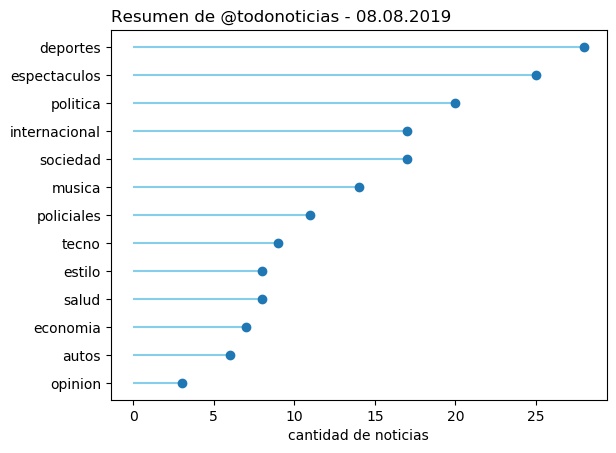 Resumen de @todonoticias - 08.08.2019
deportes
espectaculos
politica
internacional
sociedad
musica
policiales
tecno
estilo
salud
economia
autos
opinion
0 5 10 15 20 25
cantidad de noticias